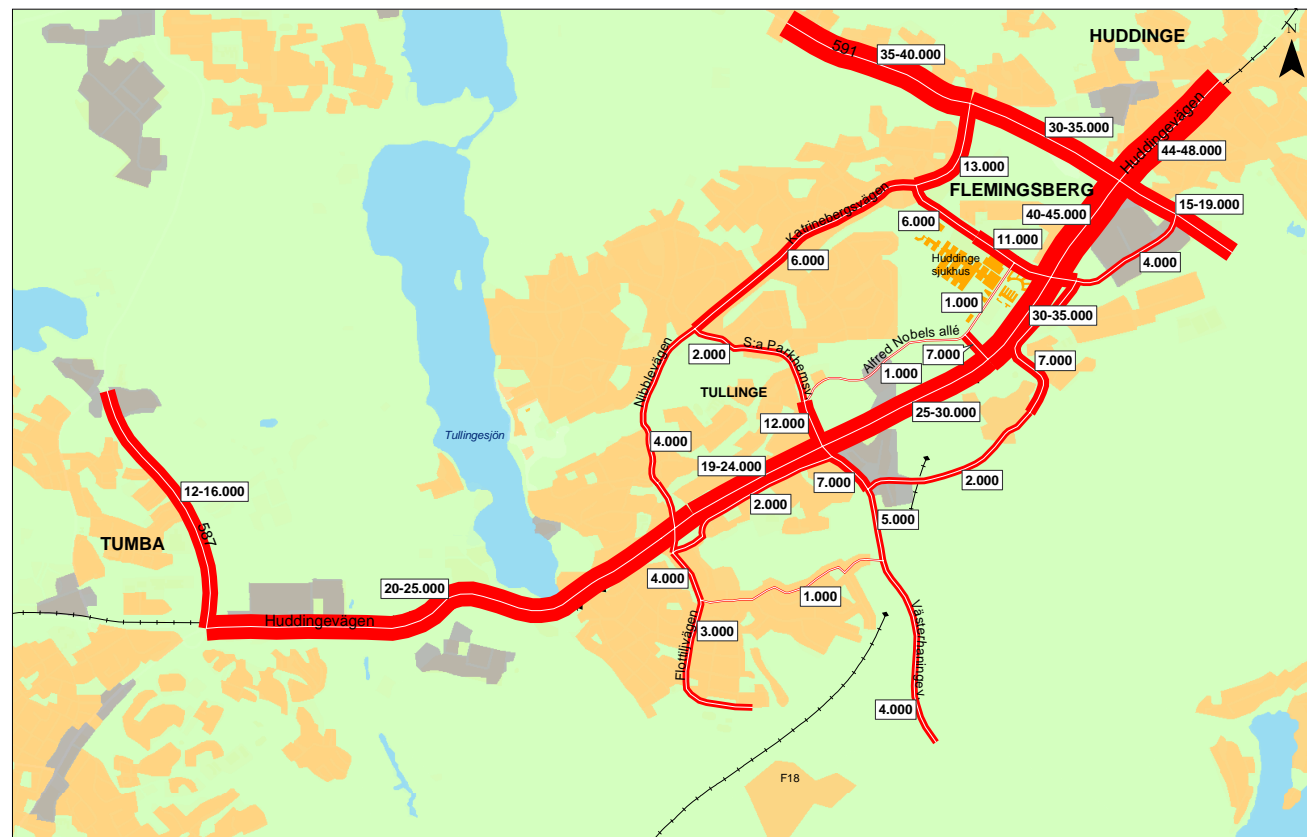 HUDDINGE
N
591
35-40.000
Huddingevägen
30-35.000
44-48.000
13.000
FLEMINGSBERG
15-19.000
Katrinebergsvägen
6.000
40-45.000
11.000
Huddinge
sjukhus
4.000
6.000
1.000
30-35.000
Alfred Nobels allé
S:a Parkhemsv
2.000
7.000
7.000
Nibblevägen
1.000
TULLINGE
25-30.000
12.000
Tullingesjön
4.000
19-24.000
7.000
2.000
12-16.000
2.000
5.000
587
TUMBA
4.000
20-25.000
1.000
Huddingevägen
3.000
Flottiljvägen
Västerhaningev.
4.000
F18